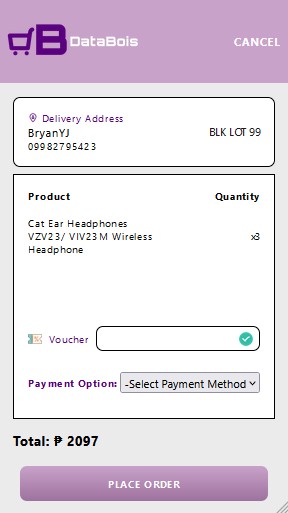 DataBois
CANCEL
Delivery Address
BryanYJ
BLK LOT 99
09982795423
Product Quantity
Cat Ear Headphones
VZV23/ VIV23M Wireless x3
Headphone
Voucher
Payment Option: -Select Payment Method
Total: ₱ 2097
PLACE ORDER